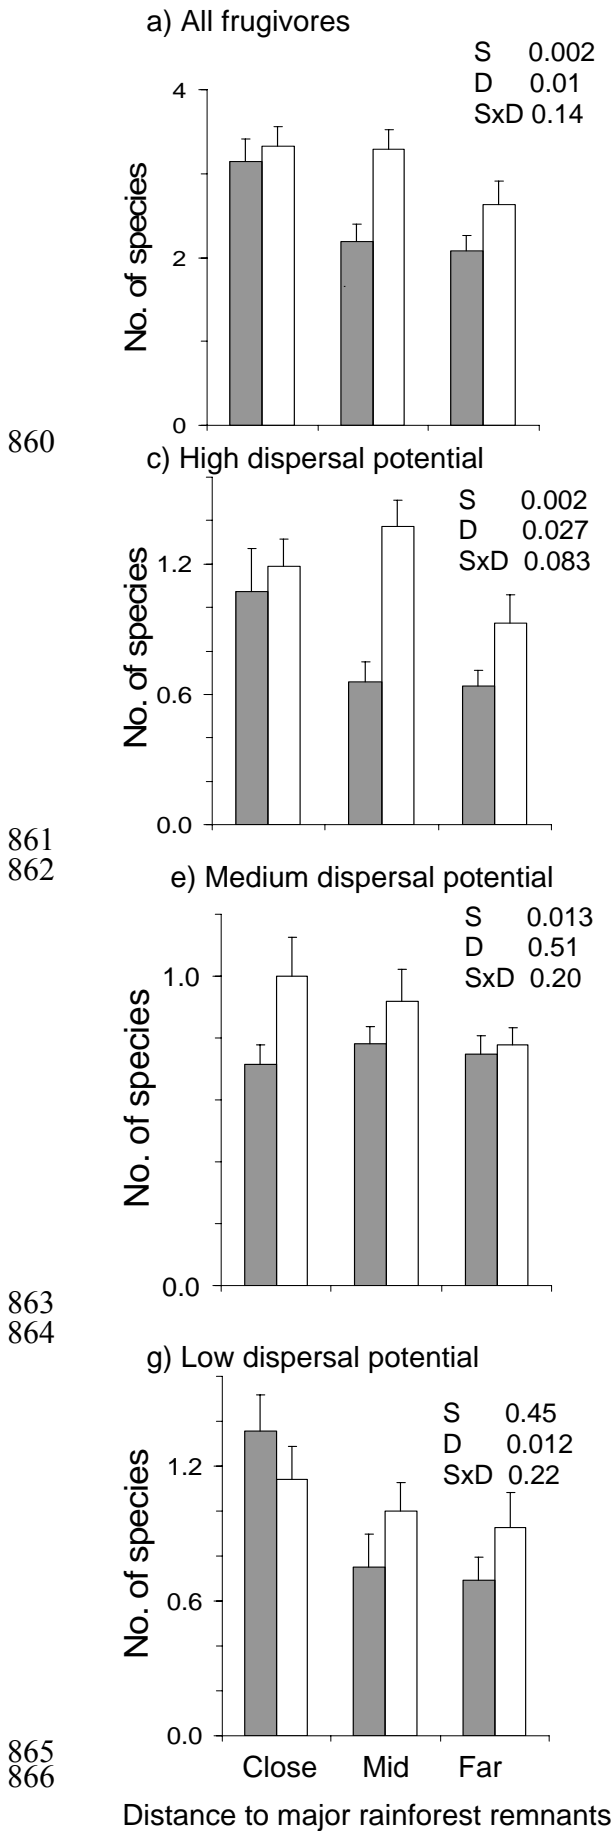 a) All frugivores
S 0.002
D 0.01
SxD 0.14
4
2
0
No. of species
860
c) High dispersal potential
S 0.002
D 0.027
SxD 0.083
1.2
0.6
0.0
No. of species
861
862
e) Medium dispersal potential
S 0.013
D 0.51
SxD 0.20
1.0
0.0
No. of species
863
864
g) Low dispersal potential
S 0.45
D 0.012
SxD 0.22
1.2
0.6
0.0
No. of species
865
866
Close Mid Far
Distance to major rainforest remnants